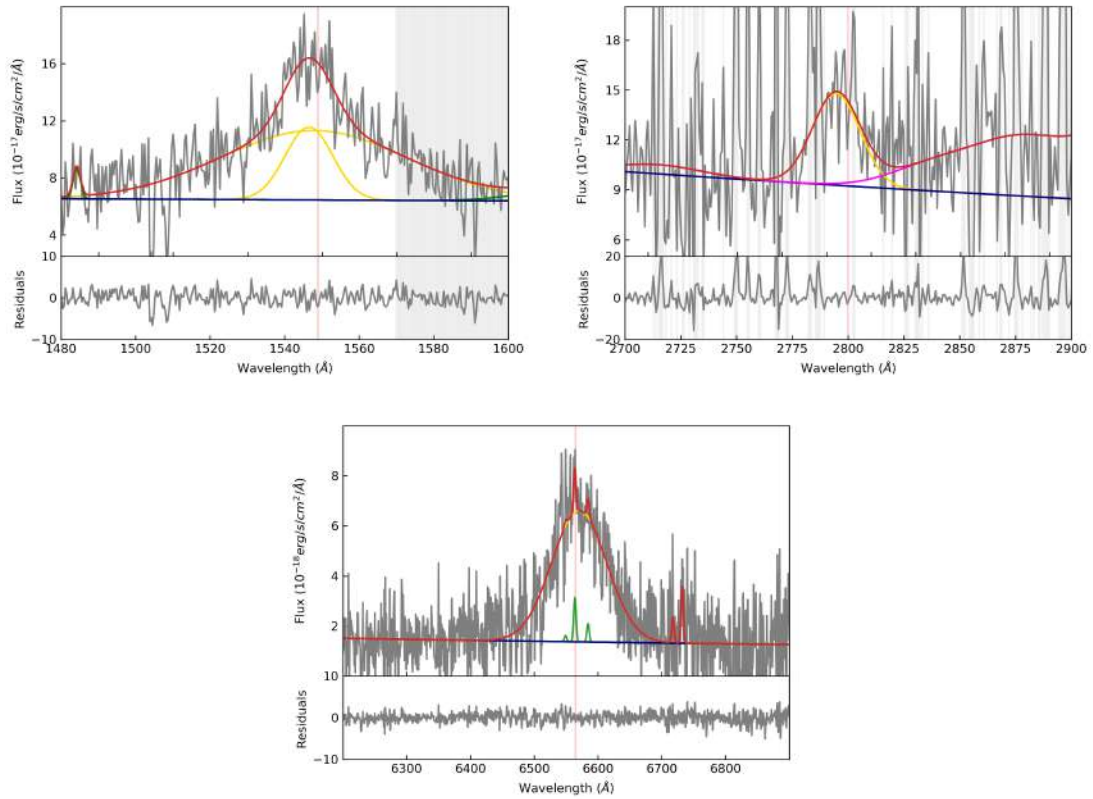 16
12
8
4
Flux (10⁻¹⁷erg/s/cm²/Å)
10
0
−10
Residuals
1480 1500 1520 1540 1560 1580 1600
Wavelength (Å)
18
15
12
9
6
Flux (10⁻¹⁷erg/s/cm²/Å)
20
0
−20
Residuals
2700 2725 2750 2775 2800 2825 2850 2875 2900
Wavelength (Å)
8
6
4
2
Flux (10⁻¹⁸erg/s/cm²/Å)
10
0
−10
Residuals
6300 6400 6500 6600 6700 6800
Wavelength (Å)